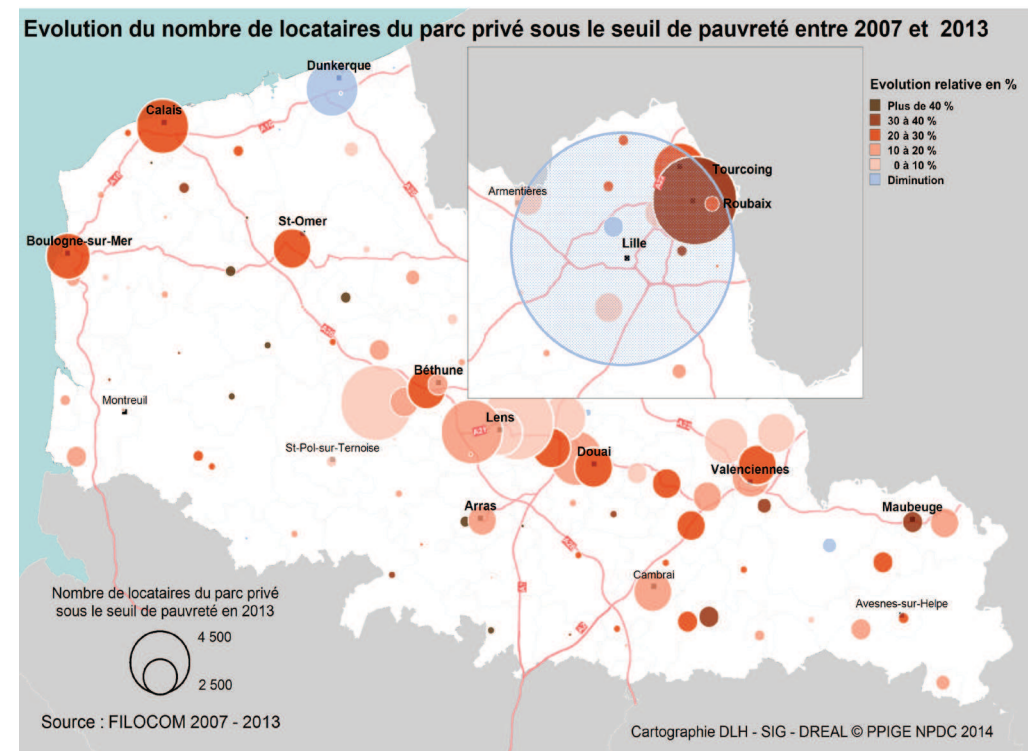 Evolution du nombre de locataires du parc privé sous le seuil de pauvreté entre 2007 et 2013
Dunkerque
Calais
A16
St-Omer
Boulogne-sur-Mer
Montreuil
Béthune
Lens
A21
St-Pol-sur-Ternoise
Douai
Arras
Valenciennes
Maubeuge
Cambrai
Avesnes-sur-Helpe
Armentières
Tourcoing
Roubaix
Lille
Evolution relative en %
Plus de 40 %
30 à 40 %
20 à 30 %
10 à 20 %
0 à 10 %
Diminution
Nombre de locataires du parc privé
sous le seuil de pauvreté en 2013
4 500
2 500
Source : FILOCOM 2007 - 2013
Cartographie DLH - SIG - DREAL © PPIGE NPDC 2014